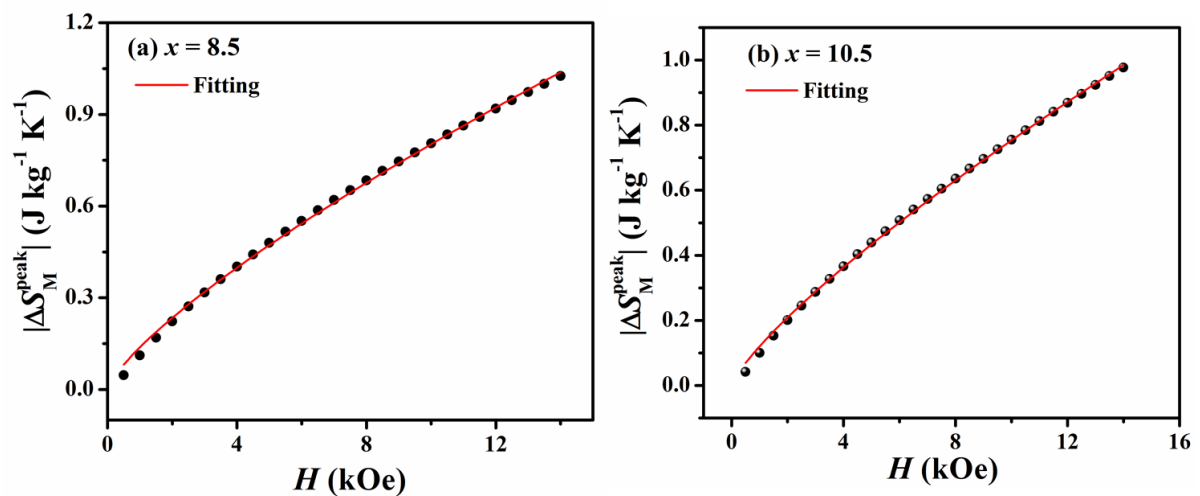 (a) x = 8.5
Fitting
1.2
0.9
0.6
0.3
0.0
|ΔS_M^peak| (J kg⁻¹ K⁻¹)
0 4 8 12
H (kOe)
(b) x = 10.5
Fitting
1.0
0.8
0.6
0.4
0.2
0.0
|ΔS_M^peak| (J kg⁻¹ K⁻¹)
0 4 8 12 16
H (kOe)